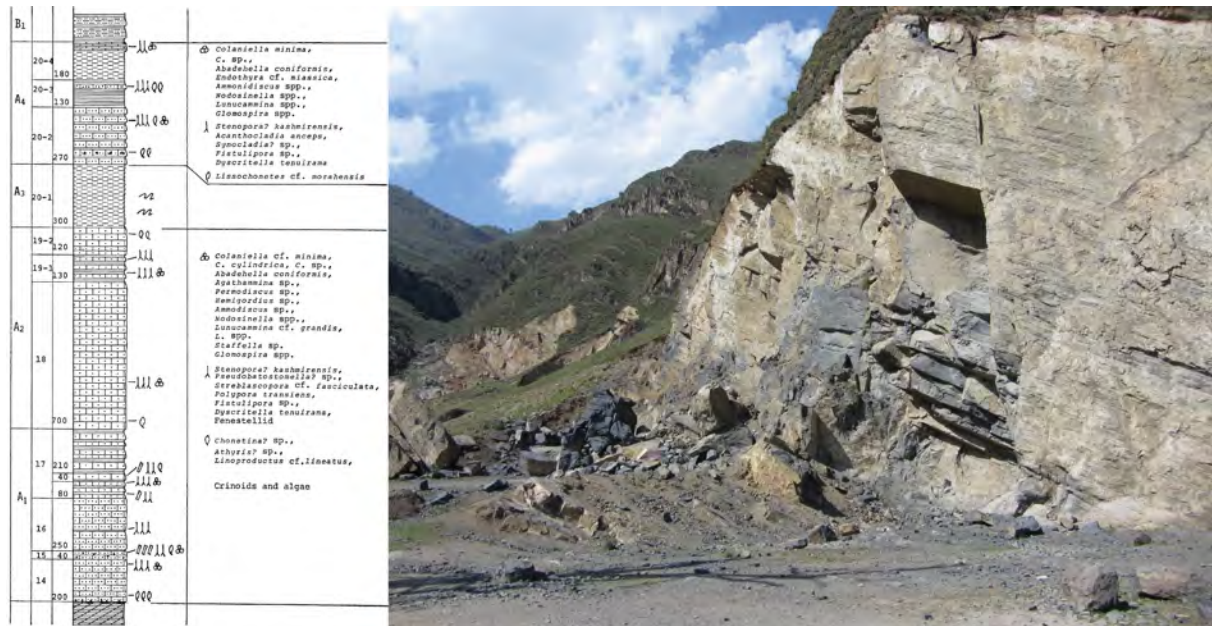 B1
20-4
180
20-3
A4
130
20-2
270
A3
20-1
300
19-2
120
19-1
130
A2
18
700
17
210
40
80
A1
16
250
15
40
14
200
Colaniella minima,
C. sp.,
Abadehella coniformis,
Endothyra cf. miassica,
Ammonidiscus spp.,
Nodosinella spp.,
Lunucammina spp.,
Glomospira spp.
Stenopora? kashmirensis,
Acanthocladia anceps,
Synocladia? sp.,
Fistulipora sp.,
Dyscritella tenuirama
Lissochonetes cf. morahensis
Colaniella cf. minima,
C. cylindrica, C. sp.,
Abadehella coniformis,
Agathammina sp.,
Permodiscus sp.,
Hemigordius sp.,
Ammodiscus sp.,
Nodosinella spp.,
Lunucammina cf. grandis,
L. spp.
Staffella sp.
Glomospira spp.
Stenopora? kashmirensis,
Pseudobatostomella? sp.,
Streblascopora cf. fasciculata,
Polypora transiens,
Fistulipora sp.,
Dyscritella tenuirama,
Fenestellid
Chonetina? sp.,
Athyris? sp.,
Linoproductus cf.lineatus,
Crinoids and algae